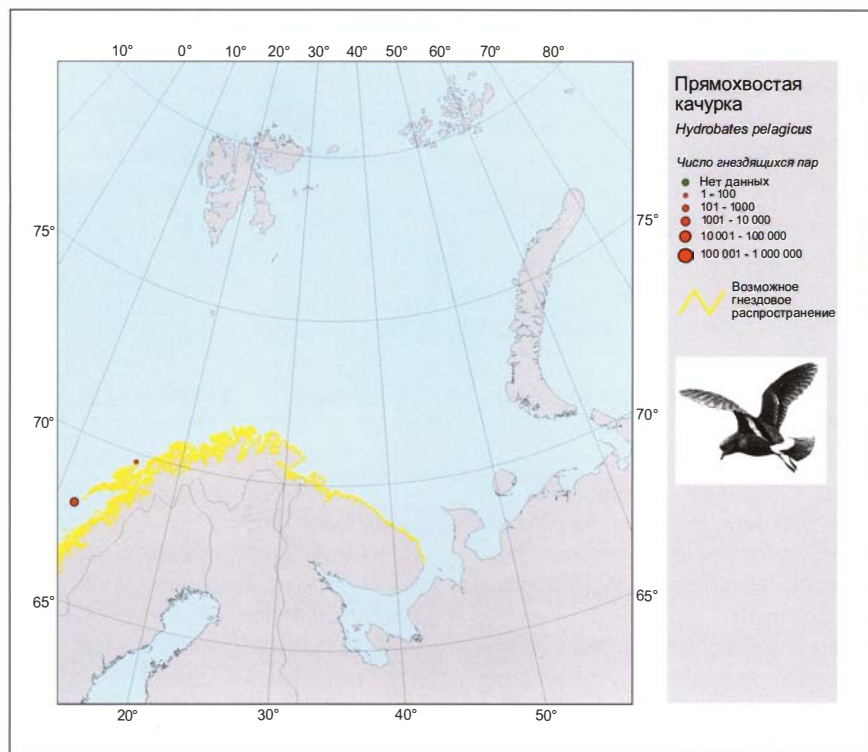 10° 0° 10° 20° 30° 40° 50° 60° 70° 80°
75° 75°
70° 70°
65° 65°
20° 30° 40° 50°
Прямохвостая
качурка
Hydrobates pelagicus
Число гнездящихся пар
Нет данных
1 - 100
101 - 1000
1001 - 10 000
10 001 - 100 000
100 001 - 1 000 000
Возможное
гнездовое
распространение